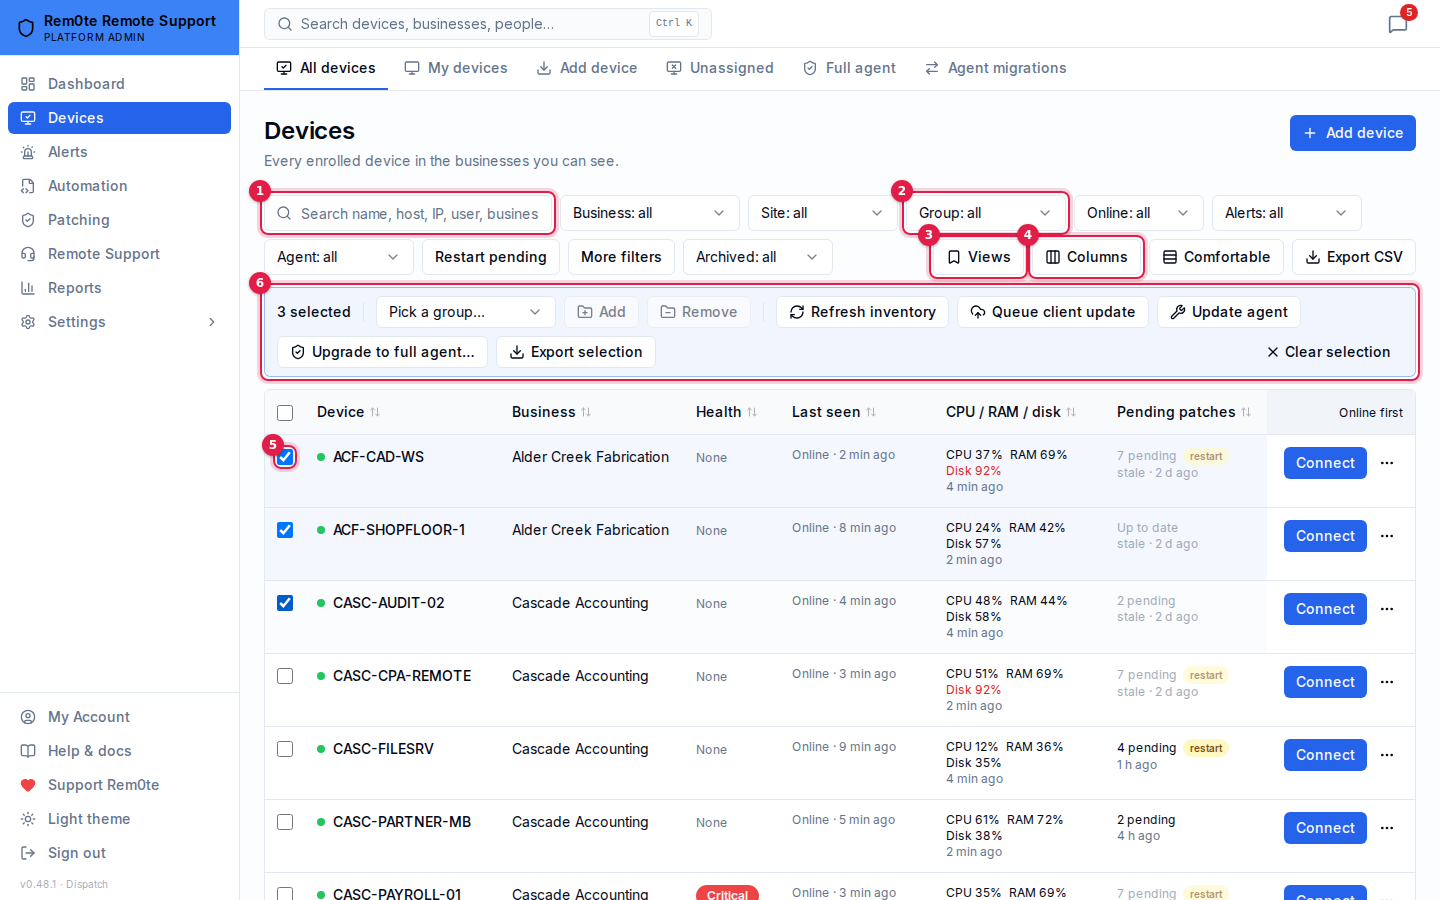 Rem0te Remote Support
PLATFORM ADMIN
Search devices, businesses, people...
Ctrl K
5
Dashboard
Devices
Alerts
Automation
Patching
Remote Support
Reports
Settings
My Account
Help & docs
Support Rem0te
Light theme
Sign out
v0.48.1 · Dispatch
All devices
My devices
Add device
Unassigned
Full agent
Agent migrations
Devices
Every enrolled device in the businesses you can see.
Add device
1
Search name, host, IP, user, busines
Business: all
Site: all
2
Group: all
Online: all
Alerts: all
Agent: all
Restart pending
More filters
Archived: all
3
Views
4
Columns
Comfortable
Export CSV
6
3 selected
Pick a group...
Add
Remove
Refresh inventory
Queue client update
Update agent
Upgrade to full agent...
Export selection
Clear selection
Device
Business
Health
Last seen
CPU / RAM / disk
Pending patches
Online first
5
ACF-CAD-WS
Alder Creek Fabrication
None
Online · 2 min ago
CPU 37% RAM 69%
Disk 92%
4 min ago
7 pending restart
stale · 2 d ago
Connect
ACF-SHOPFLOOR-1
Alder Creek Fabrication
None
Online · 8 min ago
CPU 24% RAM 42%
Disk 57%
2 min ago
Up to date
stale · 2 d ago
Connect
CASC-AUDIT-02
Cascade Accounting
None
Online · 4 min ago
CPU 48% RAM 44%
Disk 58%
4 min ago
2 pending
stale · 2 d ago
Connect
CASC-CPA-REMOTE
Cascade Accounting
None
Online · 3 min ago
CPU 51% RAM 69%
Disk 92%
2 min ago
7 pending restart
stale · 2 d ago
Connect
CASC-FILESRV
Cascade Accounting
None
Online · 9 min ago
CPU 12% RAM 36%
Disk 35%
4 min ago
4 pending restart
1 h ago
Connect
CASC-PARTNER-MB
Cascade Accounting
None
Online · 5 min ago
CPU 61% RAM 72%
Disk 38%
2 min ago
2 pending
4 h ago
Connect
CASC-PAYROLL-01
Cascade Accounting
Critical
Online · 3 min ago
CPU 35% RAM 69%
7 pending restart
Connect